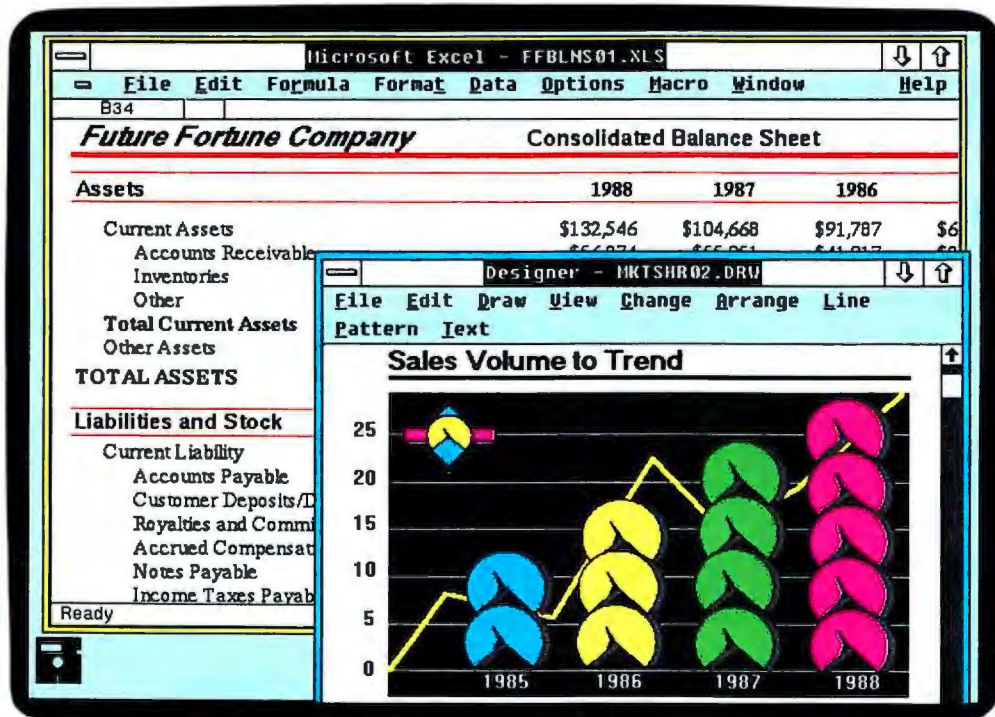 Microsoft Excel - FFBLNS01.XLS
File Edit Formula Format Data Options Macro Window Help
B34
Future Fortune Company Consolidated Balance Sheet
Assets 1988 1987 1986
Current Assets $132,546 $104,668 $91,787 $6
Accounts Receivable
Inventories
Other
Total Current Assets
Other Assets
TOTAL ASSETS
Liabilities and Stock
Current Liability
Accounts Payable
Customer Deposits/D
Royalties and Commi
Accrued Compensat
Notes Payable
Income Taxes Payab
Ready
Designer - MKTSHR02.DRW
File Edit Draw View Change Arrange Line
Pattern Text
Sales Volume to Trend
25
20
15
10
5
0
1985 1986 1987 1988